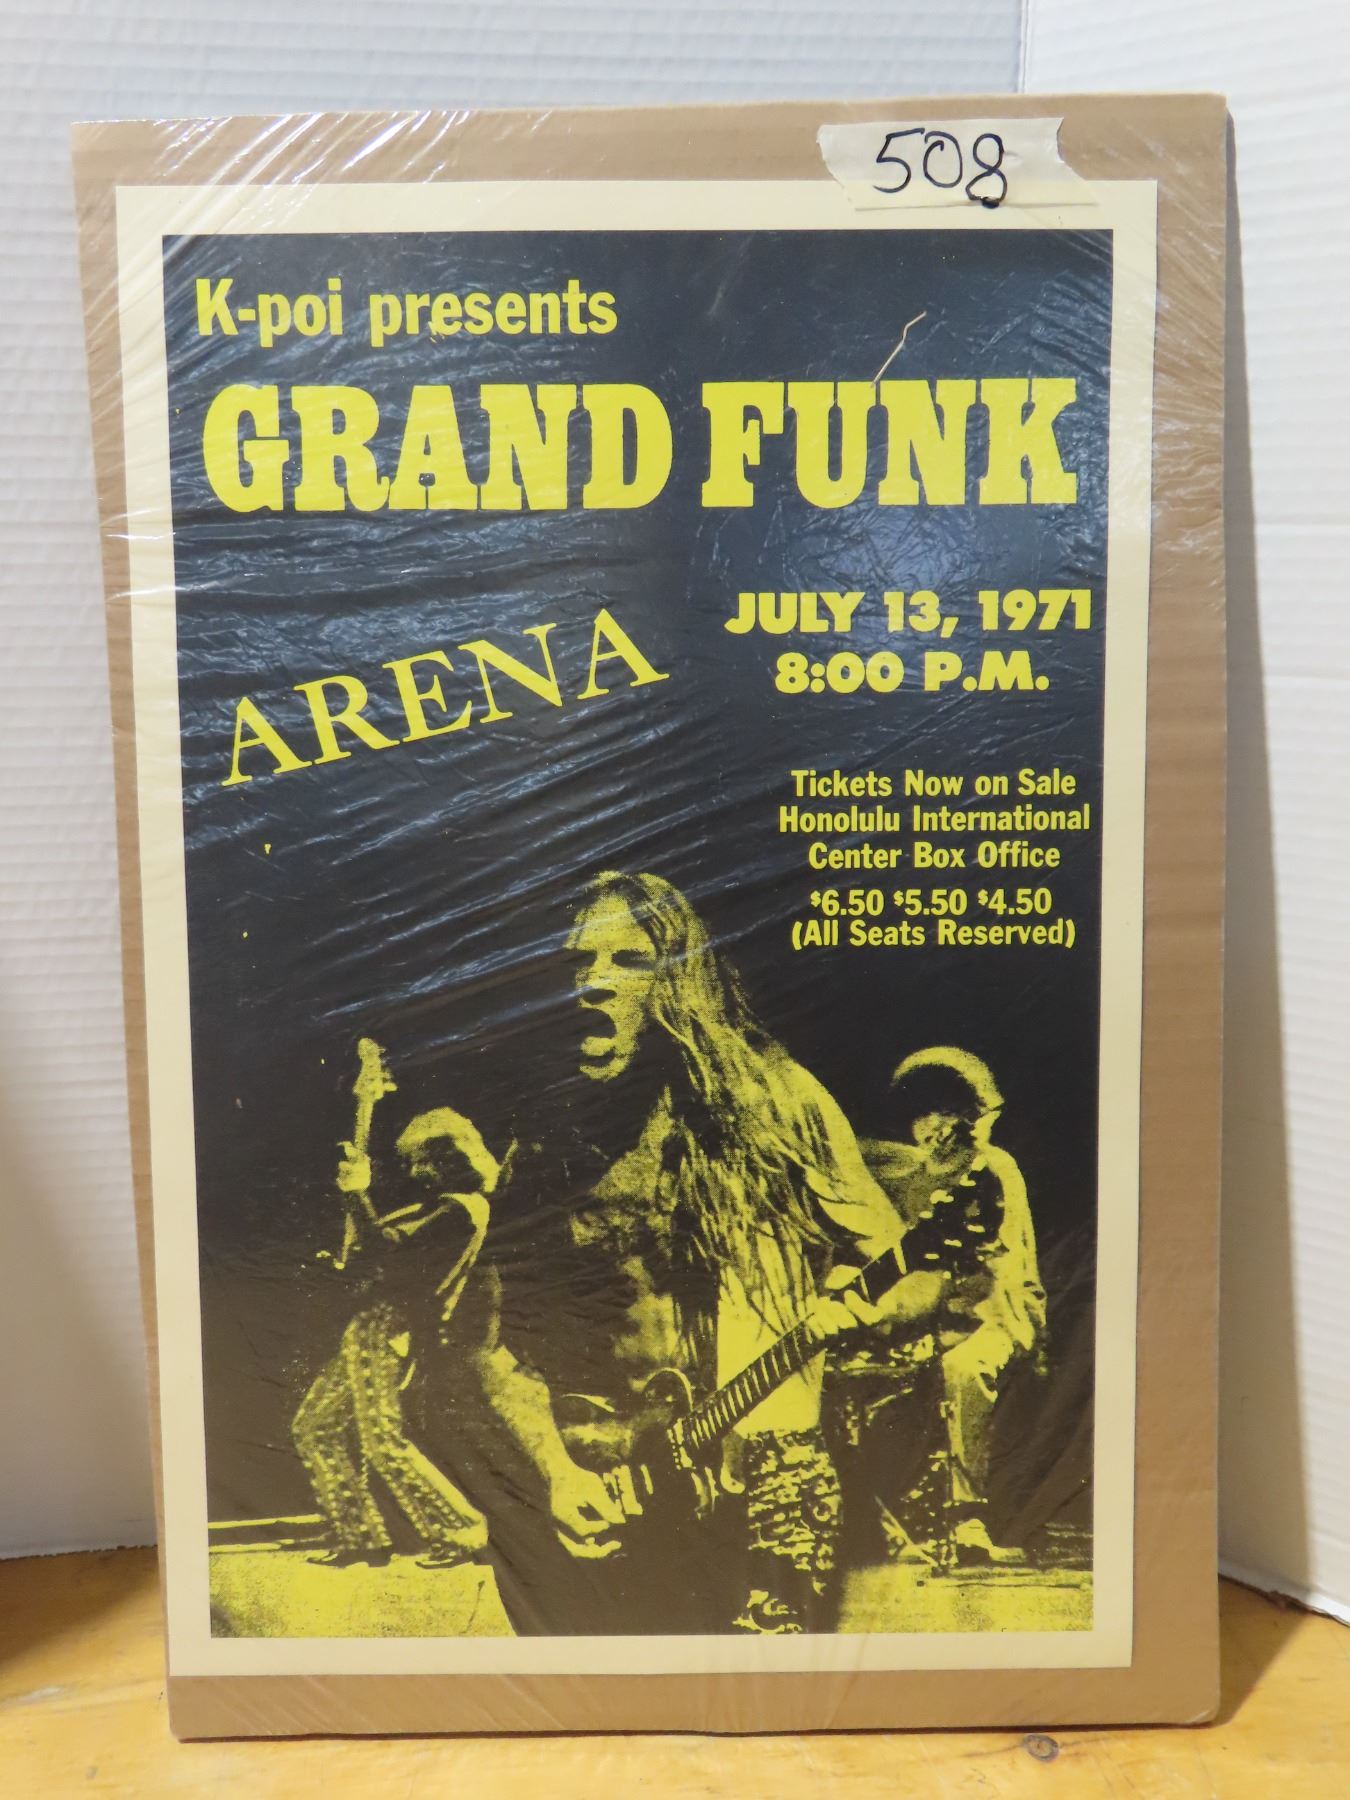 508
K-poi presents
GRAND FUNK
JULY 13, 1971
8:00 P.M.
ARENA
Tickets Now on Sale
Honolulu International
Center Box Office
$6.50 $5.50 $4.50
(All Seats Reserved)